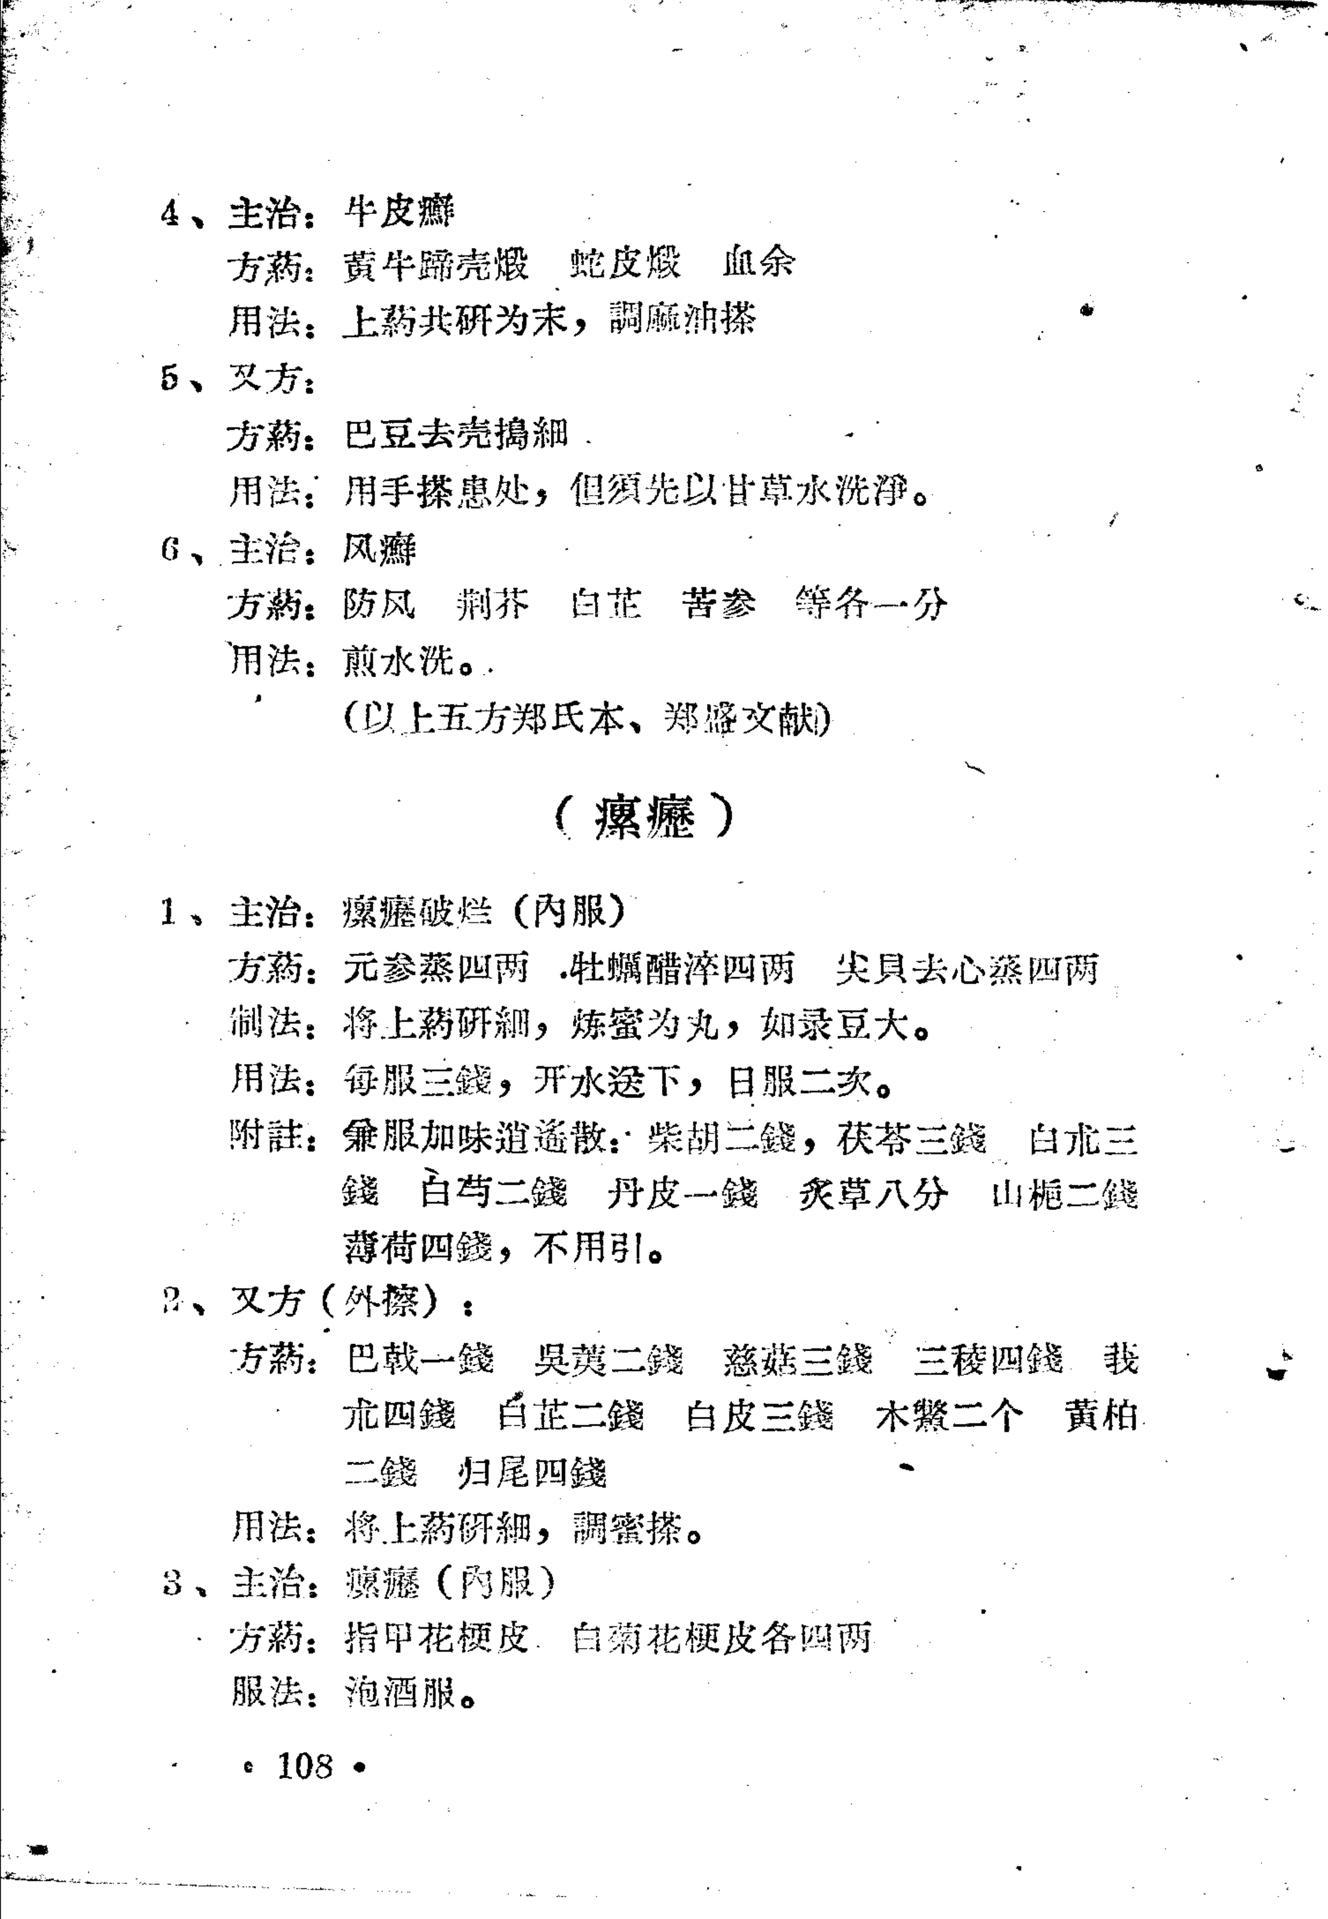 4、主治：牛皮癬
方葯：黃牛蹄壳煅　蛇皮煅　血余
用法：上葯共研为末，調麻油搽
5、又方：
方葯：巴豆去壳搗細
用法：用手搽患处，但須先以甘草水洗淨。
6、主治：风癬
方葯：防风　荆芥　白芷　苦參　等各一分
用法：煎水洗。
（以上五方郑氏本、郑盛文献）
（瘰癧）
1、主治：瘰癧破烂（內服）
方葯：元参蒸四两　牡蠣醋淬四两　尖貝去心蒸四两
制法：将上葯研細，炼蜜为丸，如彔豆大。
用法：每服三錢，开水送下，日服二次。
附註：兼服加味逍遙散：柴胡二錢，茯苓三錢　白朮三
錢　白芍二錢　丹皮一錢　炙草八分　山梔二錢
薄荷四錢，不用引。
2、又方（外擦）：
方葯：巴戟一錢　吳萸二錢　慈菇三錢　三稜四錢　莪
朮四錢　白芷二錢　白皮三錢　木鱉二个　黄柏
二錢　归尾四錢
用法：将上葯研細，調蜜搽。
3、主治：瘰癧（內服）
方葯：指甲花梗皮　白菊花梗皮各四两
服法：泡酒服。
• 108 •